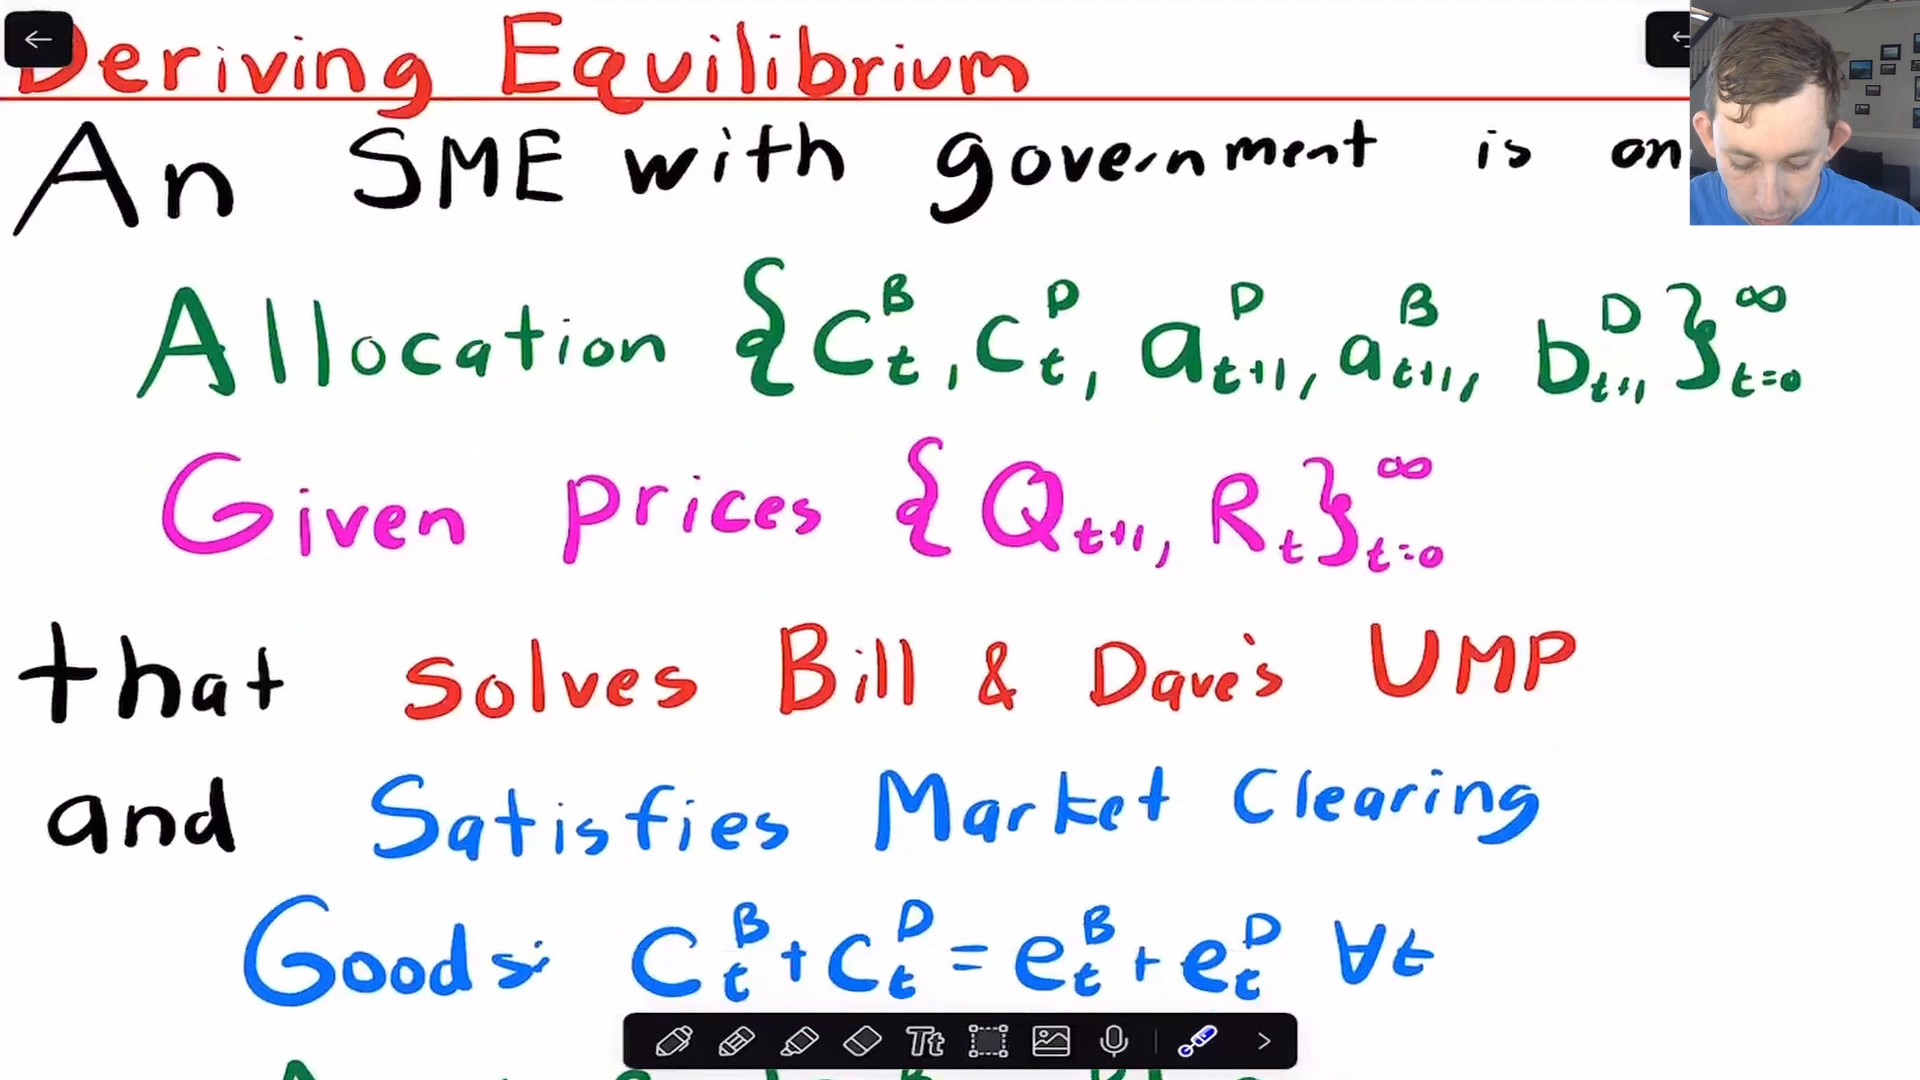 Deriving Equilibrium
An SME with government is an
Allocation {C_t^B, C_t^D, a_{t+1}^D, a_{t+1}^B, b_{t+1}^D}_{t=0}^∞
Given prices {Q_{t+1}, R_t}_{t=0}^∞
that solves Bill & Dave's UMP
and Satisfies Market Clearing
Goods: C_t^B + C_t^D = e_t^B + e_t^D ∀t
Tt